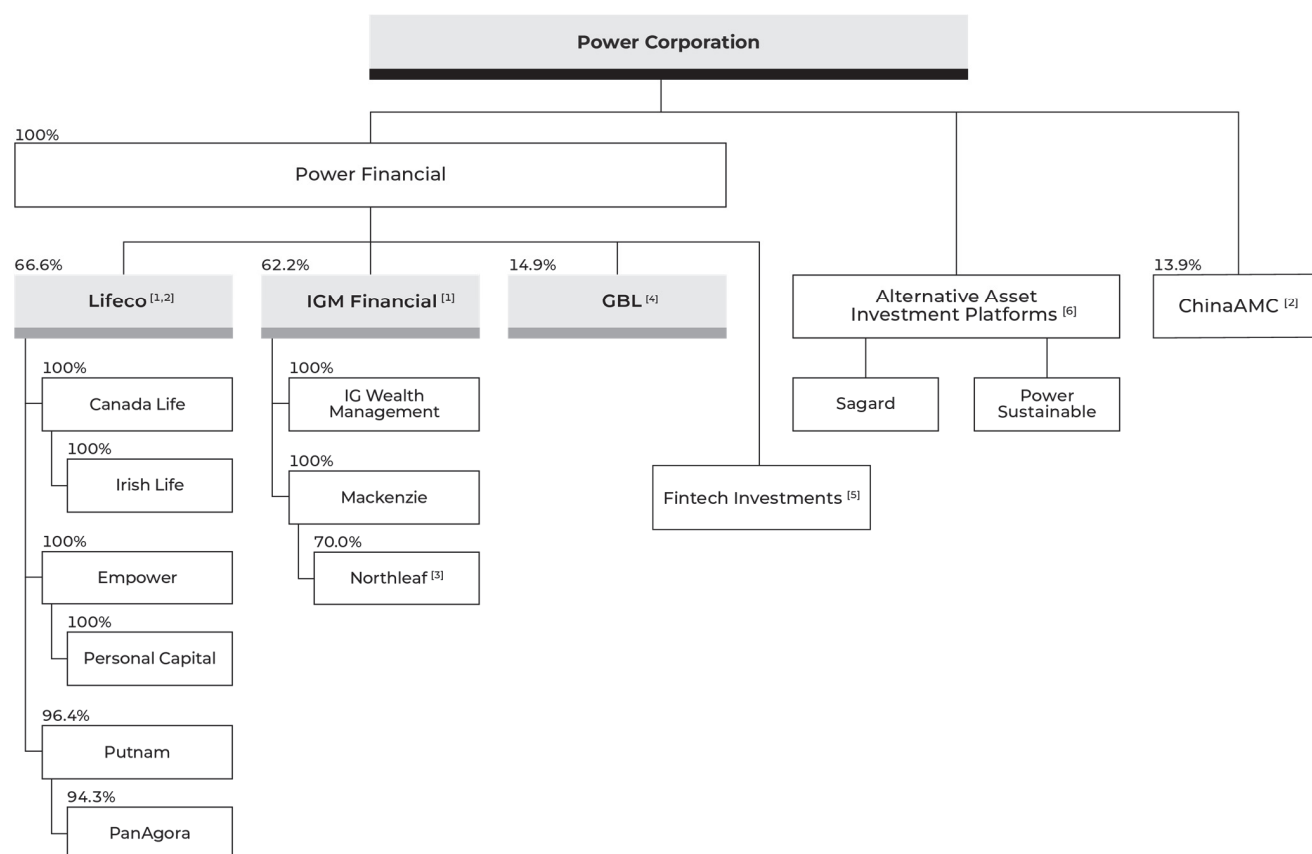 Power Corporation
100%
Power Financial
66.6%
62.2%
14.9%
13.9%
Lifeco [1,2]
IGM Financial [1]
GBL [4]
Alternative Asset
Investment Platforms [6]
ChinaAMC [2]
100%
Canada Life
100%
IG Wealth
Management
Sagard
Power
Sustainable
100%
Irish Life
100%
Mackenzie
Fintech Investments [5]
100%
Empower
70.0%
Northleaf [3]
100%
Personal Capital
96.4%
Putnam
94.3%
PanAgora